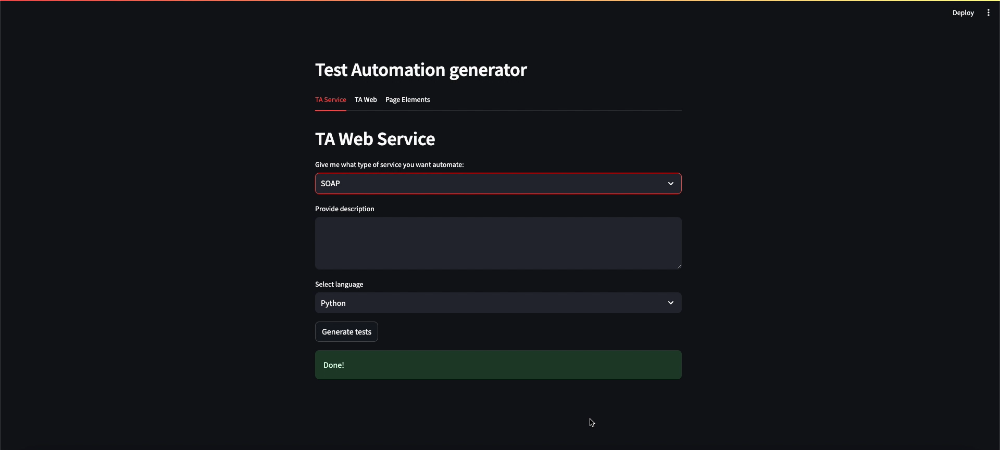 Deploy
Test Automation generator
TA Service TA Web Page Elements
TA Web Service
Give me what type of service you want automate:
SOAP
Provide description
Select language
Python
Generate tests
Done!